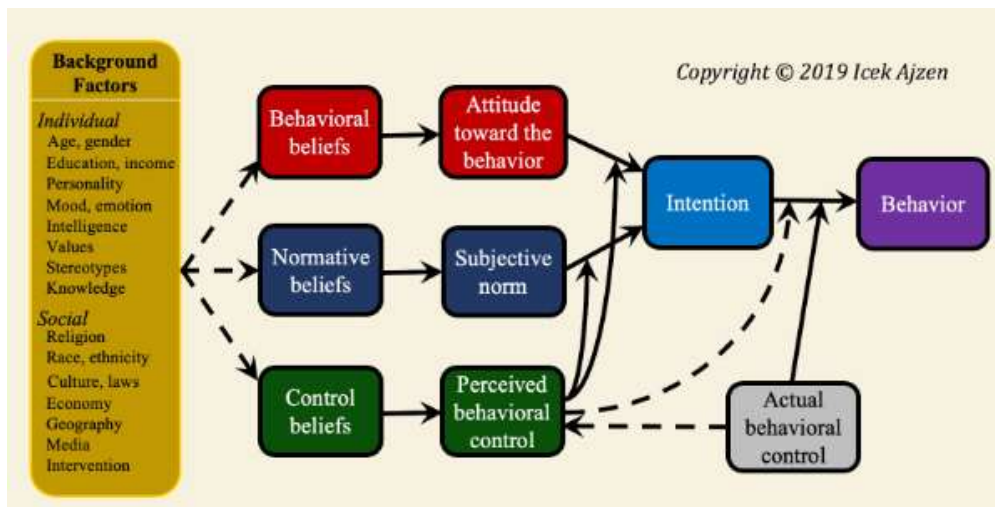 Background
Factors
Individual
Age, gender
Education, income
Personality
Mood, emotion
Intelligence
Values
Stereotypes
Knowledge
Social
Religion
Race, ethnicity
Culture, laws
Economy
Geography
Media
Intervention
Behavioral
beliefs
Attitude
toward the
behavior
Normative
beliefs
Subjective
norm
Control
beliefs
Perceived
behavioral
control
Copyright © 2019 Icek Ajzen
Intention
Behavior
Actual
behavioral
control